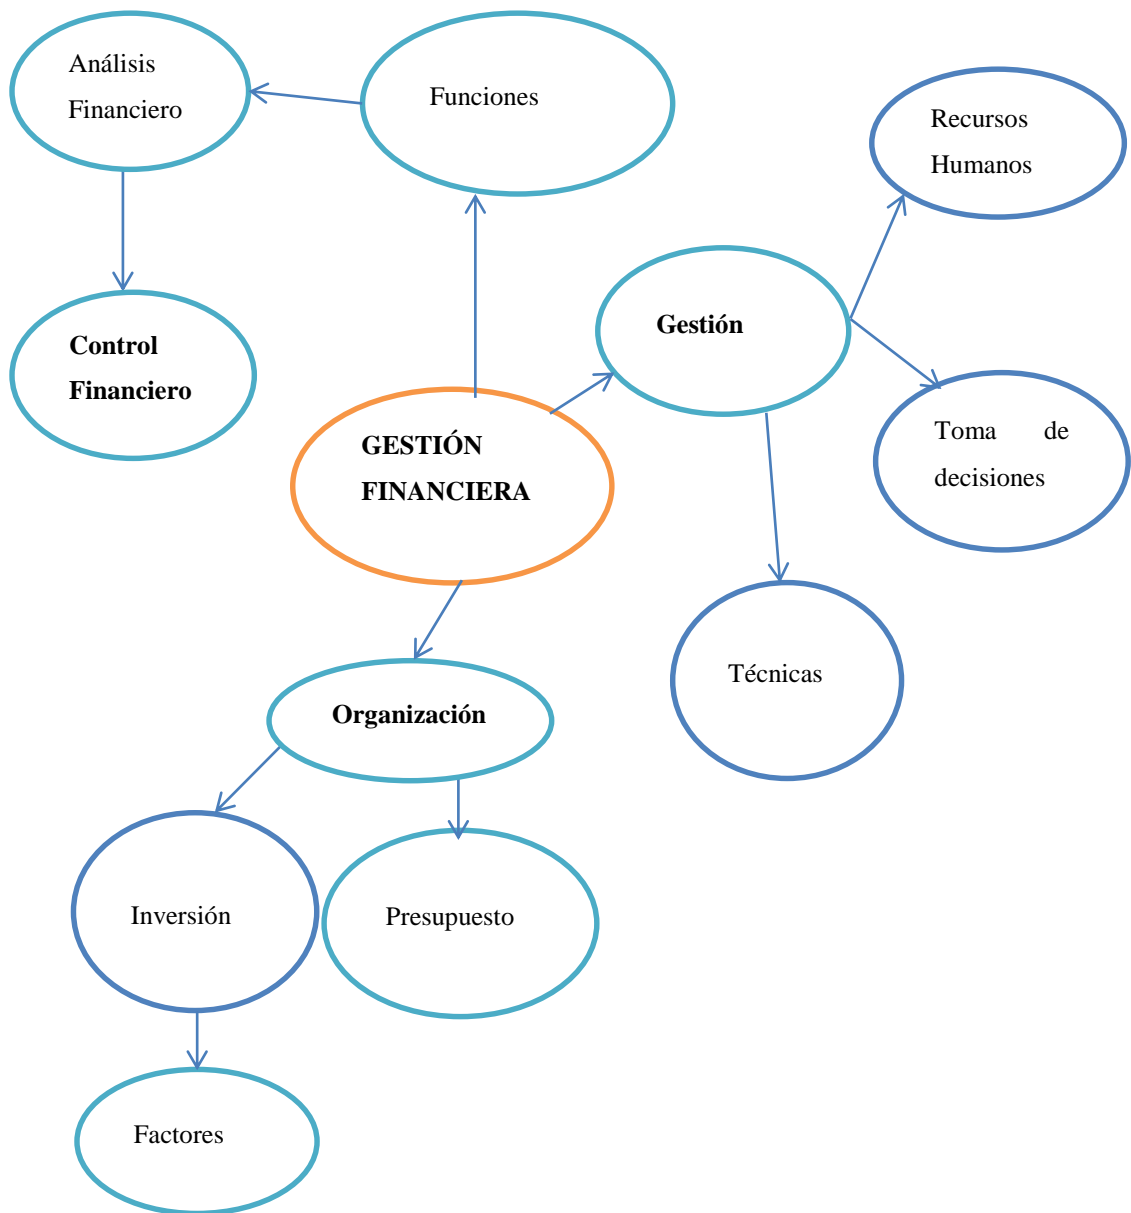 Análisis
Financiero
Funciones
Recursos
Humanos
Control
Financiero
Gestión
GESTIÓN
FINANCIERA
Toma de
decisiones
Técnicas
Organización
Inversión
Presupuesto
Factores